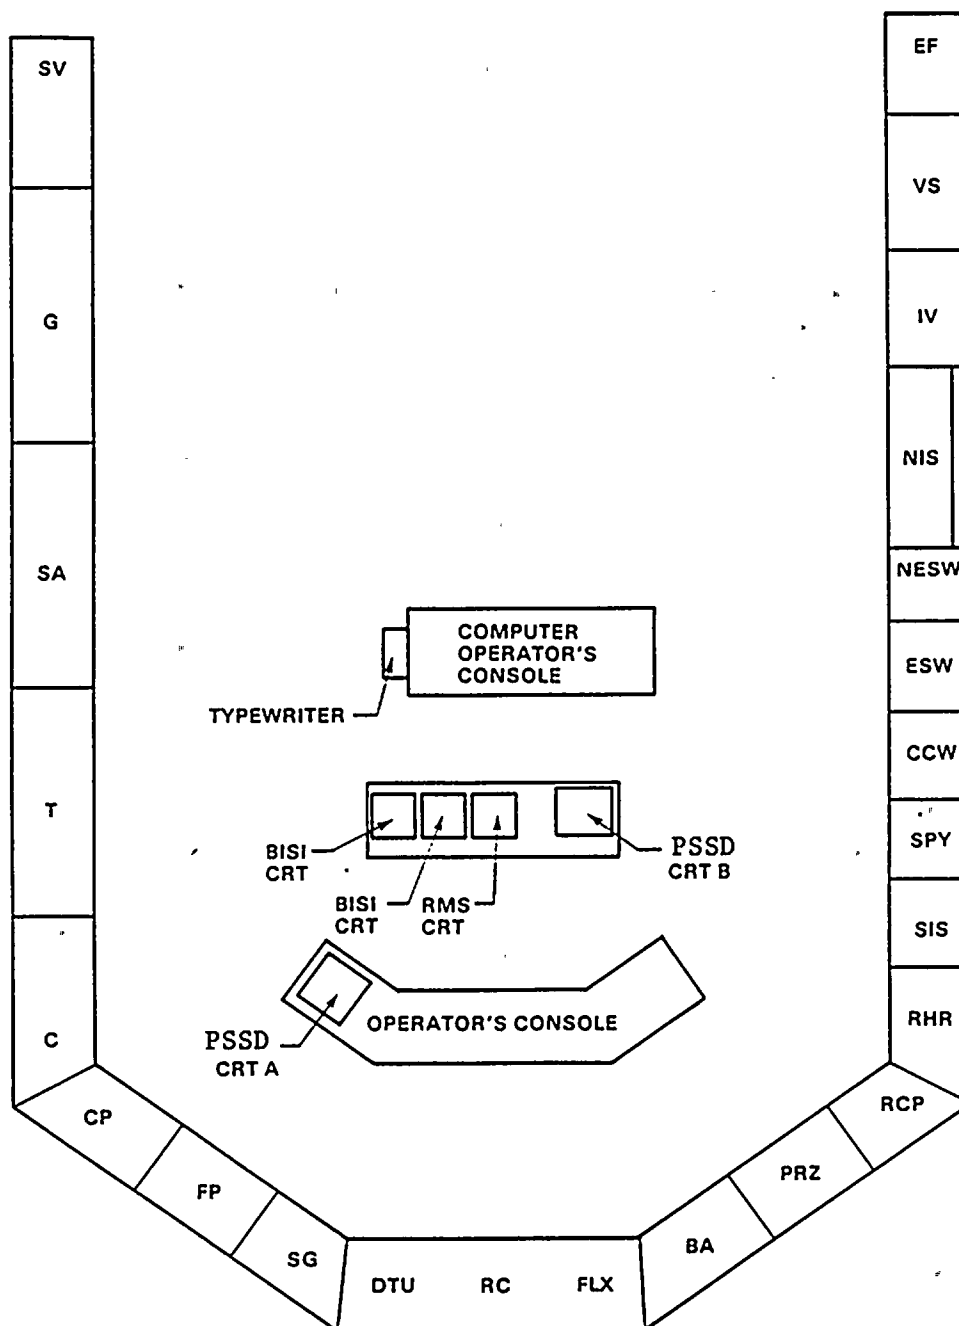 SV
G
SA
T
C
CP
FP
SG
DTU
RC
FLX
BA
PRZ
RCP
RHR
SIS
SPY
CCW
ESW
NESW
NIS
IV
VS
EF
COMPUTER
OPERATOR'S
CONSOLE
TYPEWRITER
BISI
CRT
BISI
CRT
RMS
CRT
PSSD
CRT B
PSSD
CRT A
OPERATOR'S CONSOLE